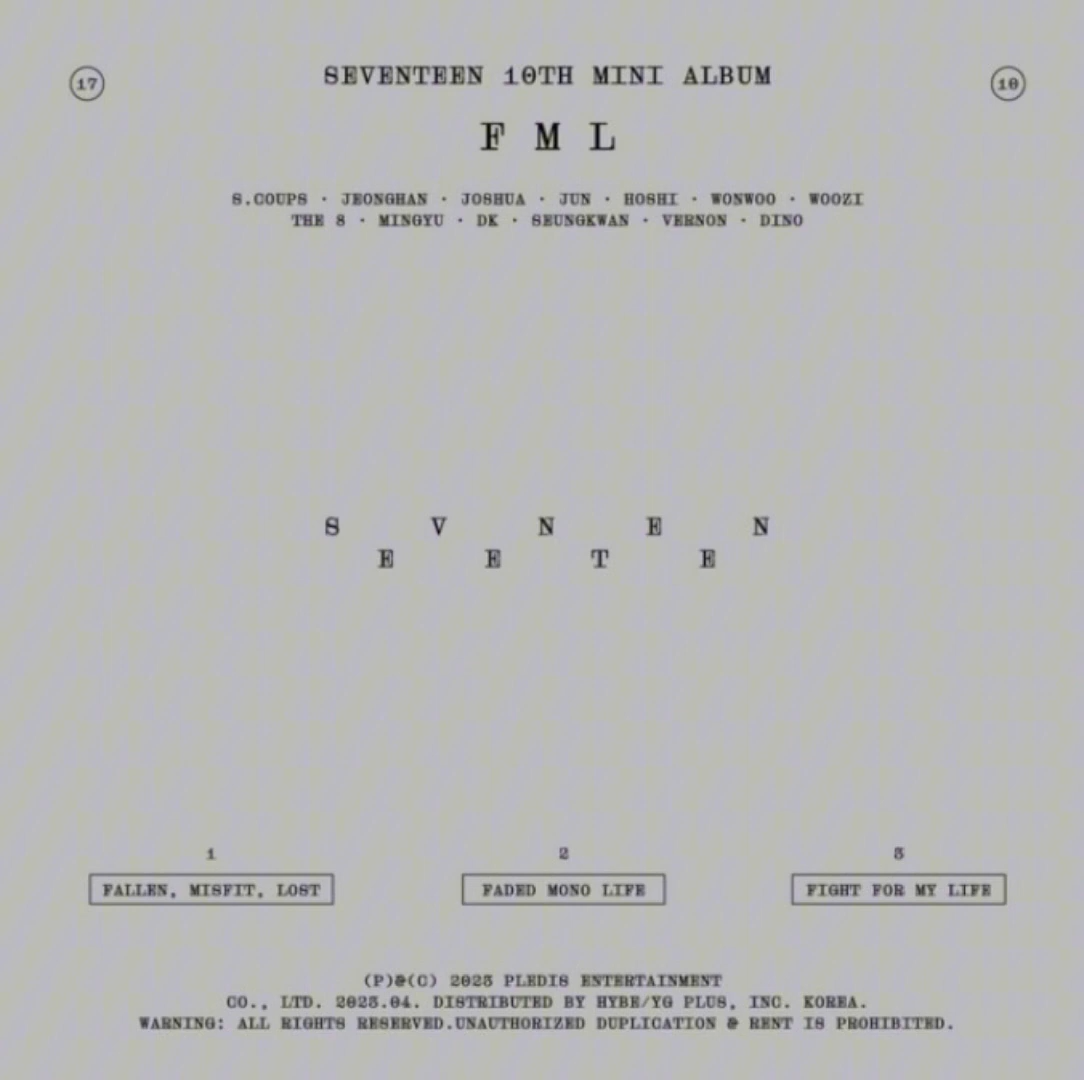 17
SEVENTEEN 10TH MINI ALBUM
10
F M L
S.COUPS · JEONGHAN · JOSHUA · JUN · HOSHI · WONWOO · WOOZI
THE 8 · MINGYU · DK · SEUNGKWAN · VERNON · DINO
S V N E N
E E T E
1
2
3
FALLEN, MISFIT, LOST
FADED MONO LIFE
FIGHT FOR MY LIFE
(P)&(C) 2023 PLEDIS ENTERTAINMENT
CO., LTD. 2023.04. DISTRIBUTED BY HYBE/YG PLUS, INC. KOREA.
WARNING: ALL RIGHTS RESERVED.UNAUTHORIZED DUPLICATION & RENT IS PROHIBITED.